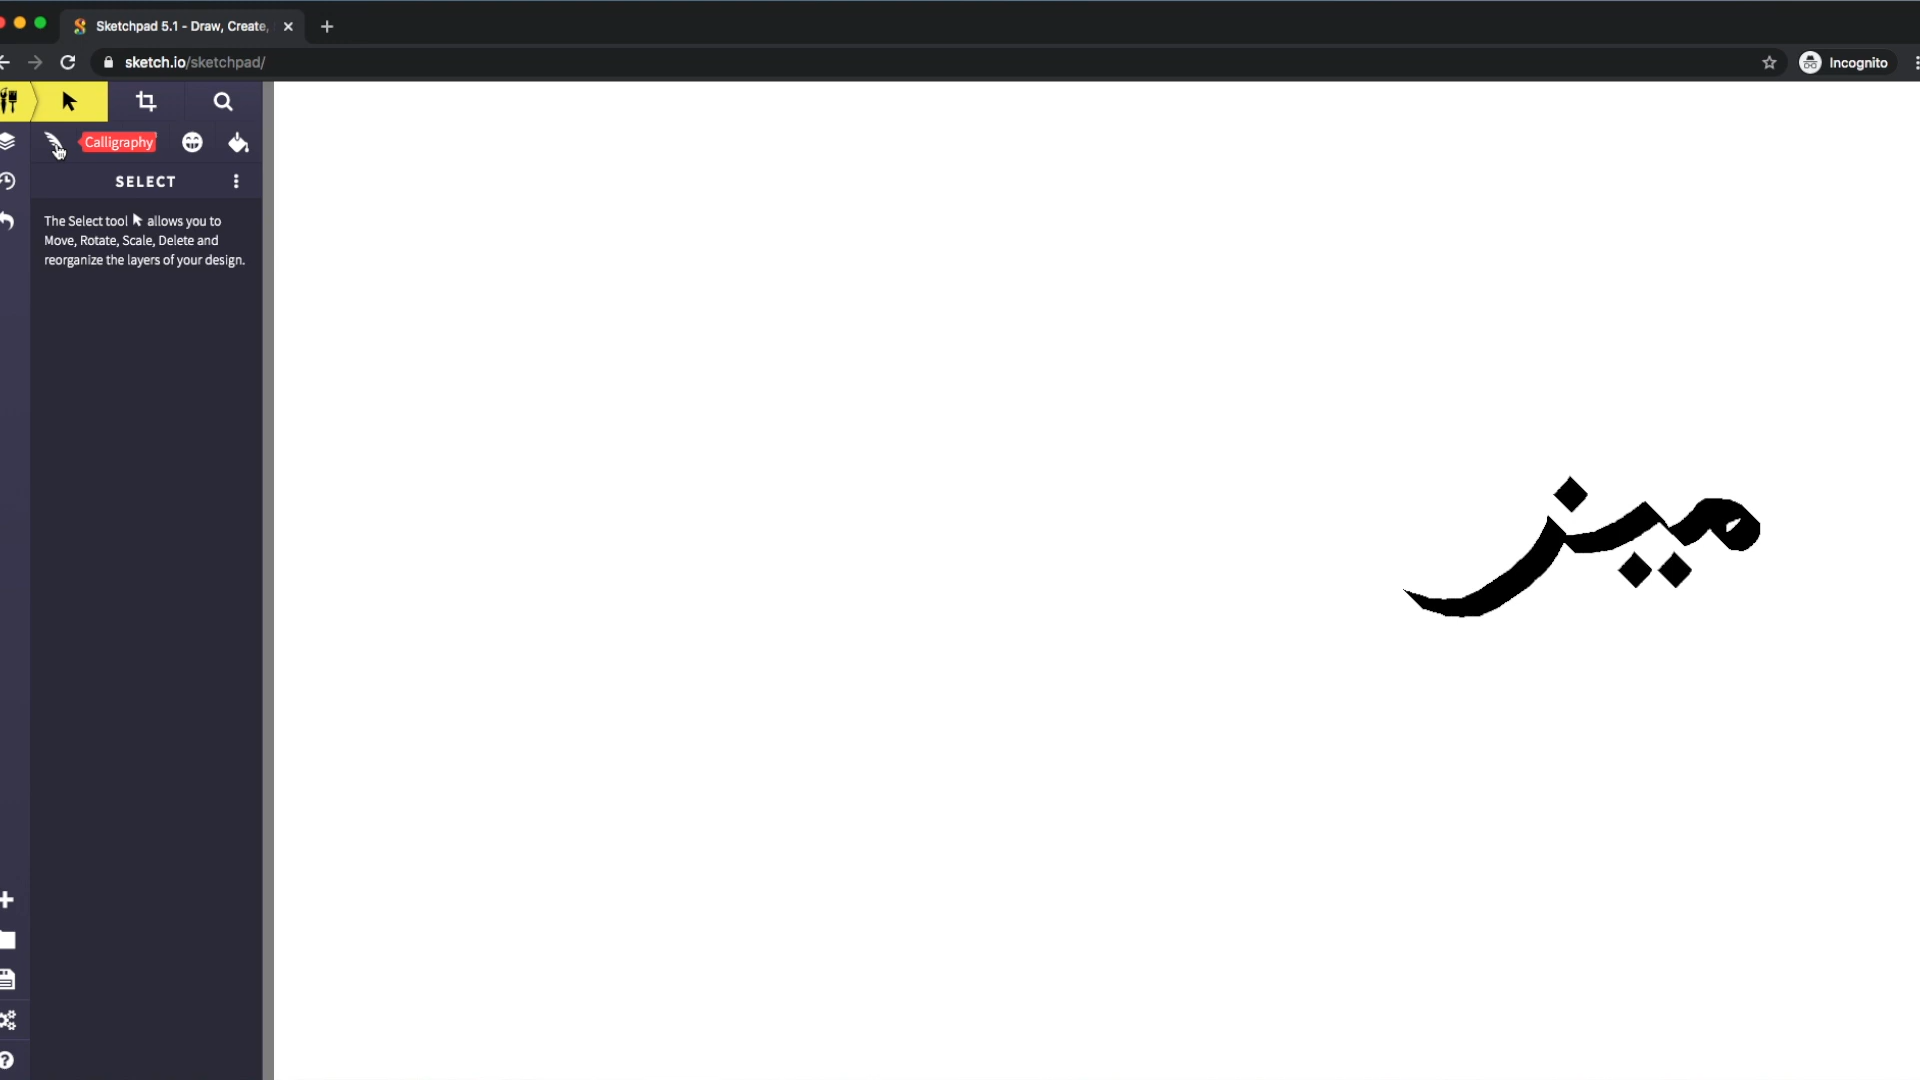 Sketchpad 5.1 - Draw, Create,
sketch.io/sketchpad/
Incognito
Calligraphy
SELECT
The Select tool allows you to
Move, Rotate, Scale, Delete and
reorganize the layers of your design.
میز